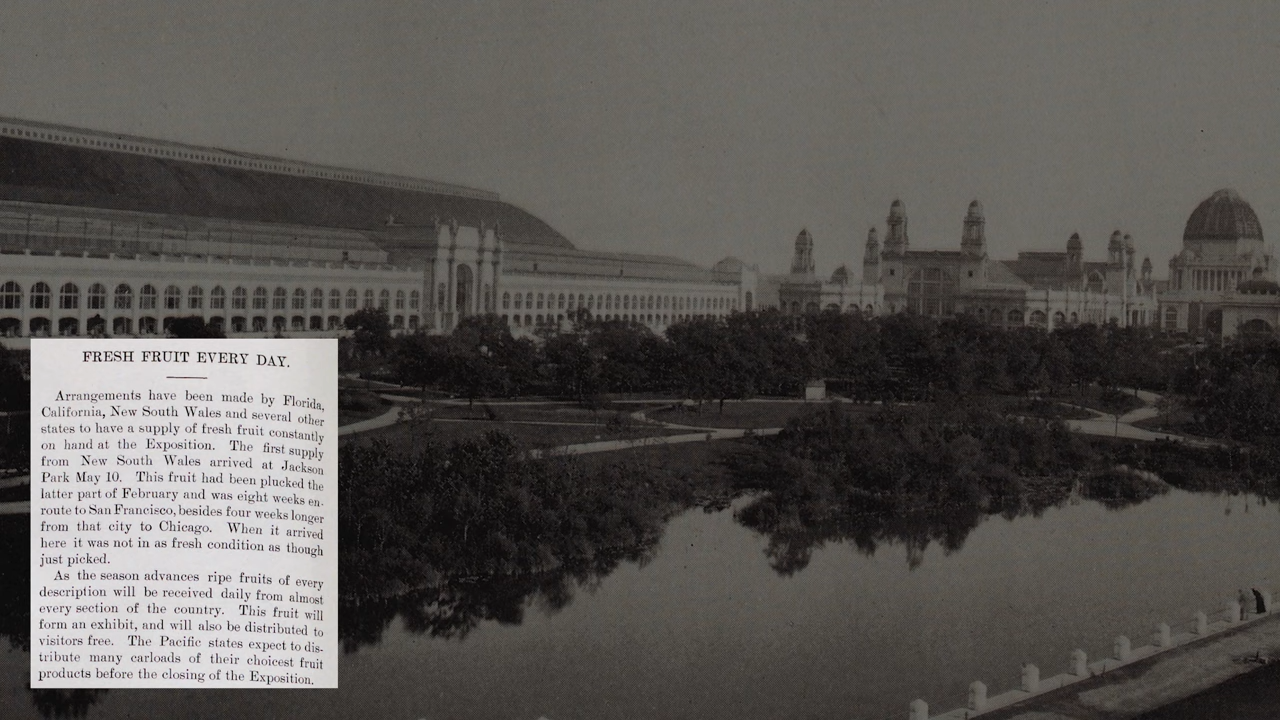 FRESH FRUIT EVERY DAY.
Arrangements have been made by Florida,
California, New South Wales and several other
states to have a supply of fresh fruit constantly
on hand at the Exposition. The first supply
from New South Wales arrived at Jackson
Park May 10. This fruit had been plucked the
latter part of February and was eight weeks en-
route to San Francisco, besides four weeks longer
from that city to Chicago. When it arrived
here it was not in as fresh condition as though
just picked.
As the season advances ripe fruits of every
description will be received daily from almost
every section of the country. This fruit will
form an exhibit, and will also be distributed to
visitors free. The Pacific states expect to dis-
tribute many carloads of their choicest fruit
products before the closing of the Exposition.